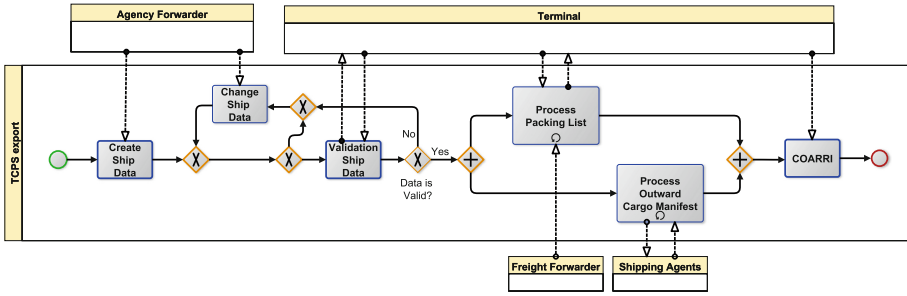 Agency Forwarder
Terminal
TCPS export
Change
Ship
Data
Process
Packing List
No
Create
Ship
Data
Validation
Ship
Data
Yes
COARRI
Data is
Valid?
Process
Outward
Cargo Manifest
Freight Forwarder
Shipping Agents